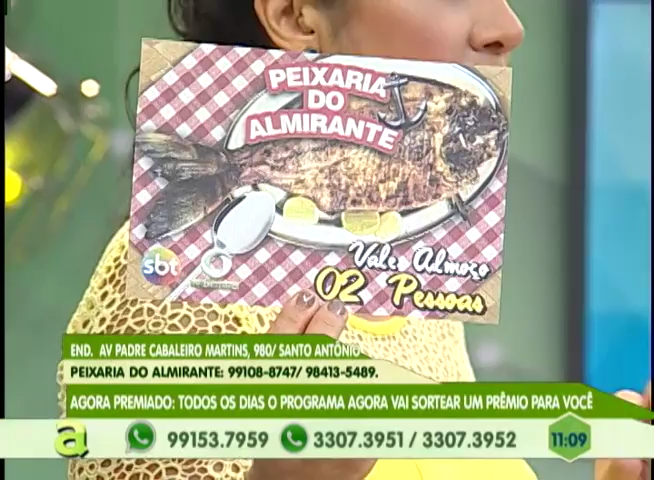 PEIXARIA
DO
ALMIRANTE
sbt
Vale Almoço
02 Pessoas
END. AV PADRE CABALEIRO MARTINS, 980/ SANTO ANTÔNIO
PEIXARIA DO ALMIRANTE: 99108-8747/ 98413-5489.
AGORA PREMIADO: TODOS OS DIAS O PROGRAMA AGORA VAI SORTEAR UM PRÊMIO PARA VOCÊ
a 99153.7959 3307.3951 / 3307.3952 11:09